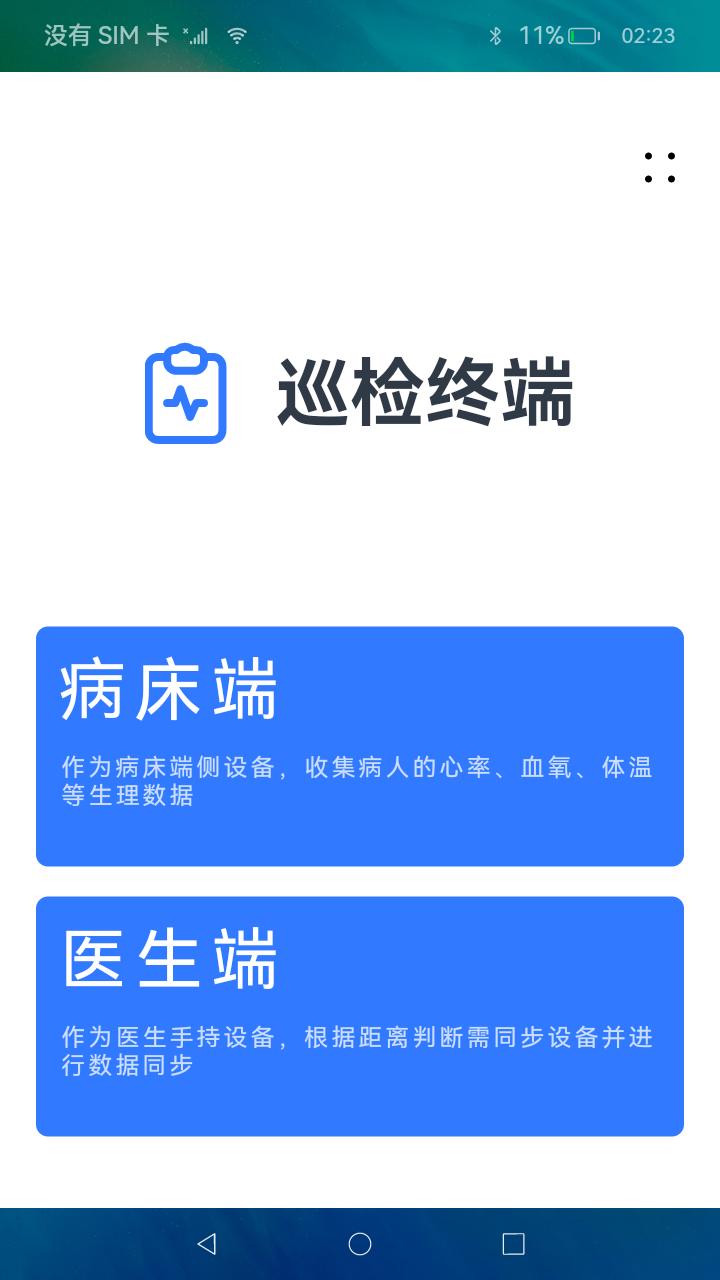 没有 SIM 卡
11%
02:23
巡检终端
病床端
作为病床端侧设备，收集病人的心率、血氧、体温
等生理数据
医生端
作为医生手持设备，根据距离判断需同步设备并进
行数据同步